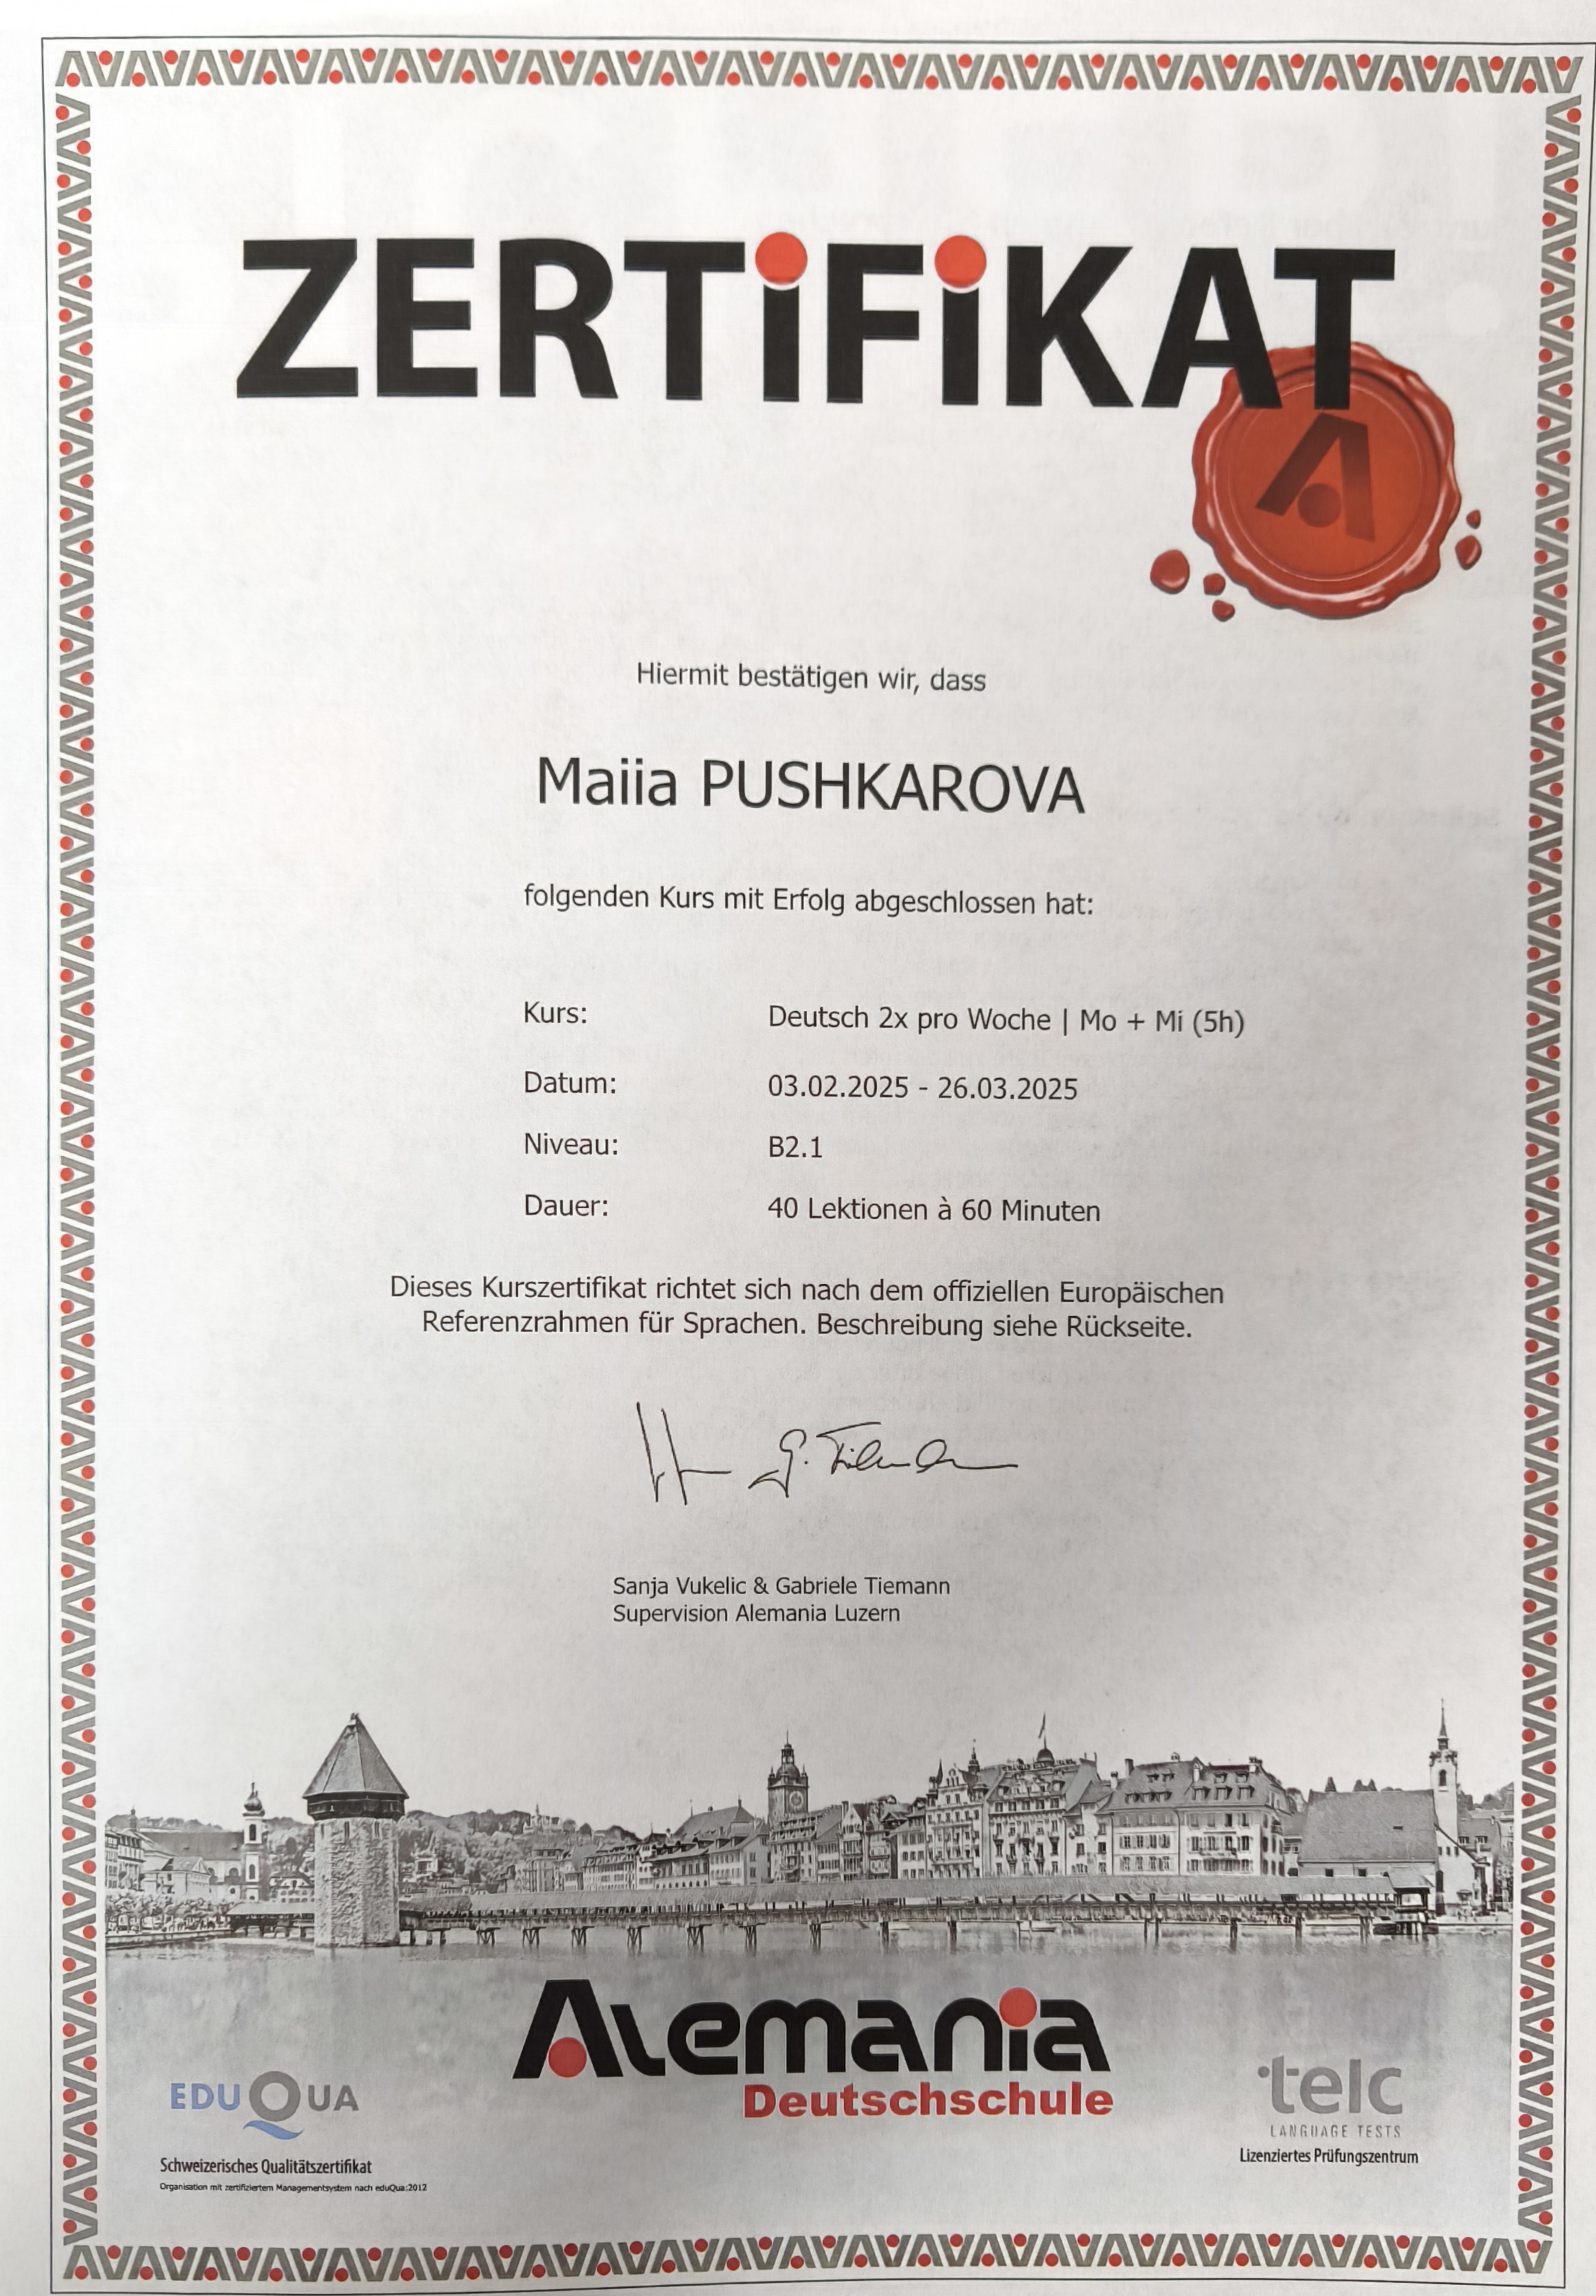 ZERTiFiKAT
Hiermit bestätigen wir, dass
Maiia PUSHKAROVA
folgenden Kurs mit Erfolg abgeschlossen hat:
Kurs: Deutsch 2x pro Woche | Mo + Mi (5h)
Datum: 03.02.2025 - 26.03.2025
Niveau: B2.1
Dauer: 40 Lektionen à 60 Minuten
Dieses Kurszertifikat richtet sich nach dem offiziellen Europäischen
Referenzrahmen für Sprachen. Beschreibung siehe Rückseite.
G. Tiemann
Sanja Vukelic & Gabriele Tiemann
Supervision Alemania Luzern
Alemania
Deutschschule
EDUQUA
Schweizerisches Qualitätszertifikat
Organisation mit zertifiziertem Managementsystem nach eduQua:2012
telc
LANGUAGE TESTS
Lizenziertes Prüfungszentrum